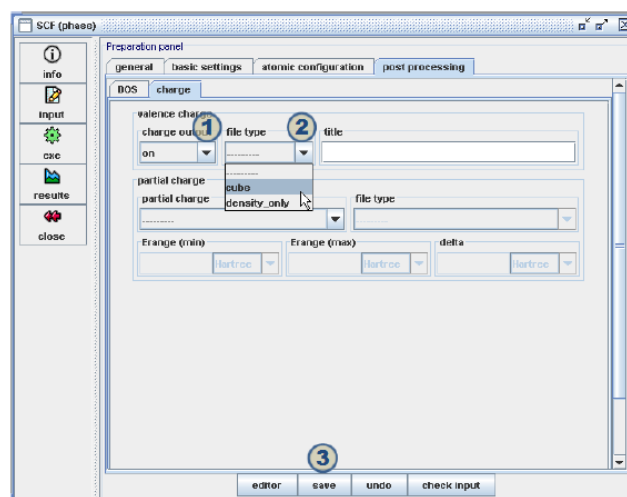 SCF (phase)
Preparation panel
info
input
exe
results
close
general basic settings atomic configuration post processing
DOS charge
valence charge
charge output file type title
1 2
on ----------
----------
cube
density_only
partial charge
partial charge file type
----------
Erange (min) Erange (max) delta
Hartree Hartree Hartree
3
editor save undo check input